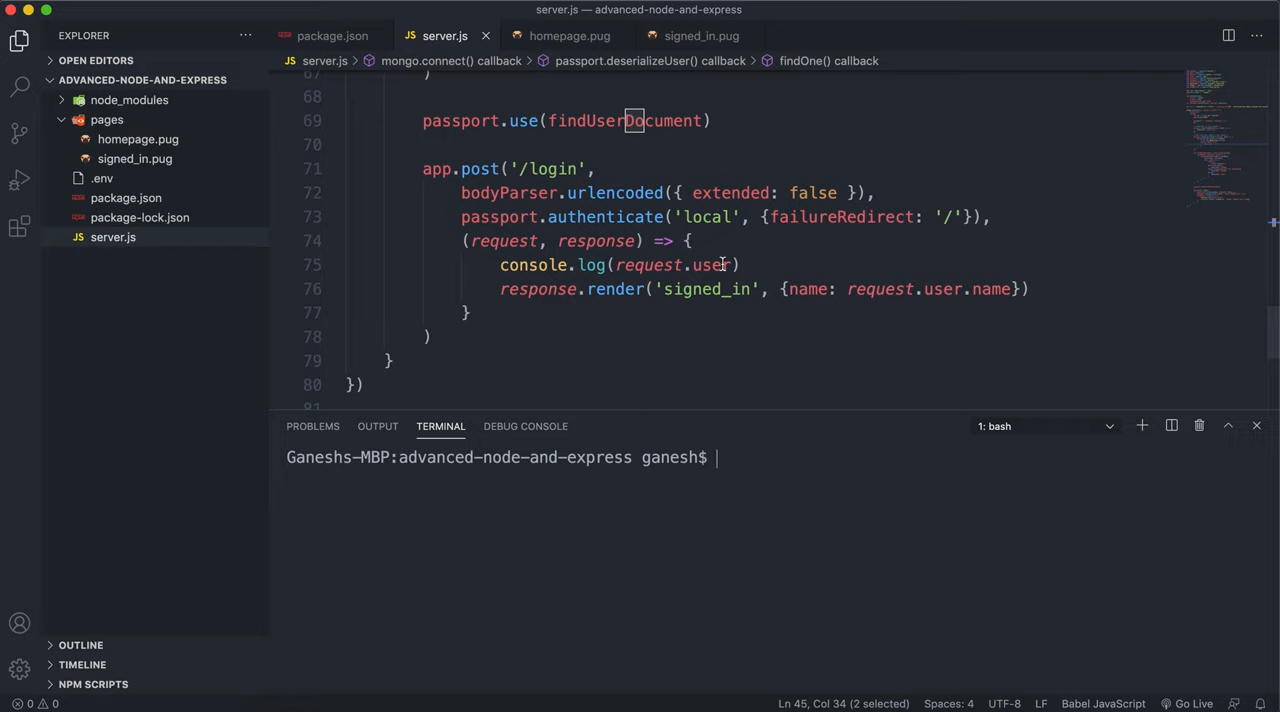 server.js — advanced-node-and-express
EXPLORER
package.json
JS server.js
homepage.pug
signed_in.pug
OPEN EDITORS
server.js > mongo.connect() callback > passport.deserializeUser() callback > findOne() callback
ADVANCED-NODE-AND-EXPRESS
node_modules
pages
homepage.pug
signed_in.pug
.env
package.json
package-lock.json
JS server.js
67 )
68
69 passport.use(findUserDocument)
70
71 app.post('/login',
72 bodyParser.urlencoded({ extended: false }),
73 passport.authenticate('local', {failureRedirect: '/'}),
74 (request, response) => {
75 console.log(request.user)
76 response.render('signed_in', {name: request.user.name})
77 }
78 )
79 }
80 })
81
PROBLEMS OUTPUT TERMINAL DEBUG CONSOLE
1: bash
Ganeshs-MBP:advanced-node-and-express ganesh$
OUTLINE
TIMELINE
NPM SCRIPTS
0 0
Ln 45, Col 34 (2 selected) Spaces: 4 UTF-8 LF Babel JavaScript Go Live